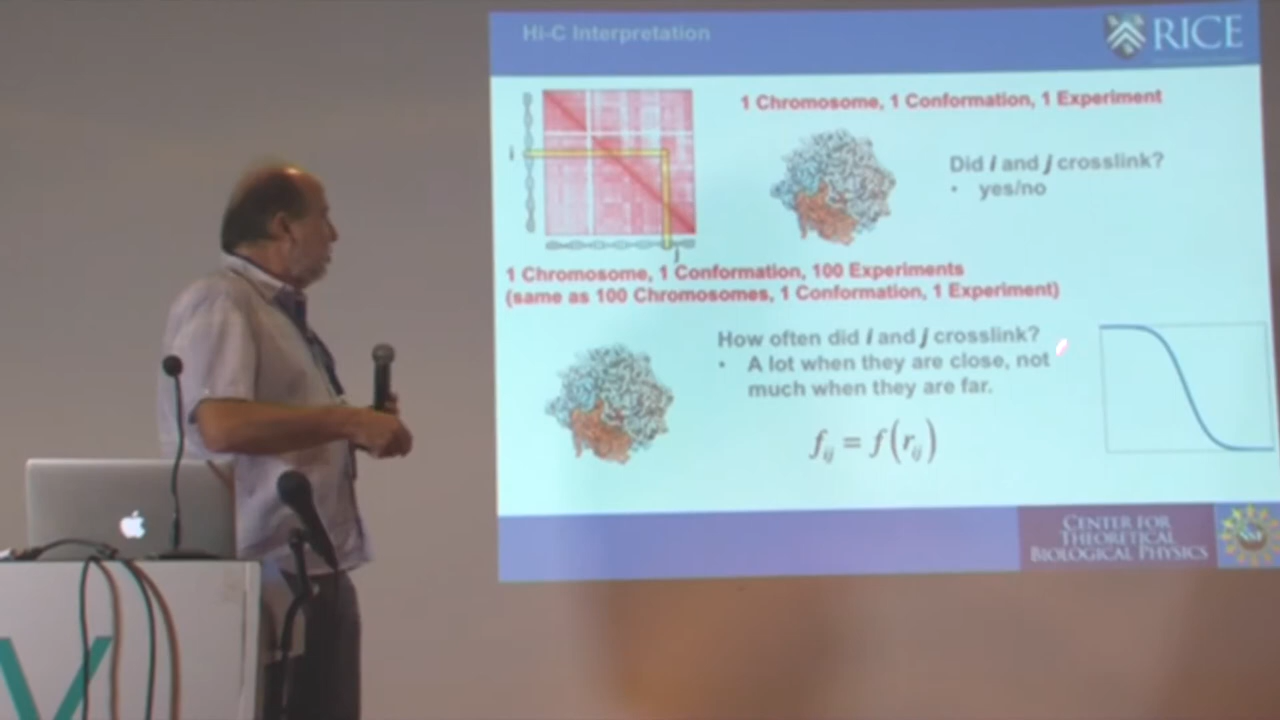 Hi-C Interpretation
RICE
1 Chromosome, 1 Conformation, 1 Experiment
i
j
Did i and j crosslink?
• yes/no
1 Chromosome, 1 Conformation, 100 Experiments
(same as 100 Chromosomes, 1 Conformation, 1 Experiment)
How often did i and j crosslink?
• A lot when they are close, not
much when they are far.
f_ij = f(r_ij)
CENTER FOR
THEORETICAL
BIOLOGICAL PHYSICS
NSF